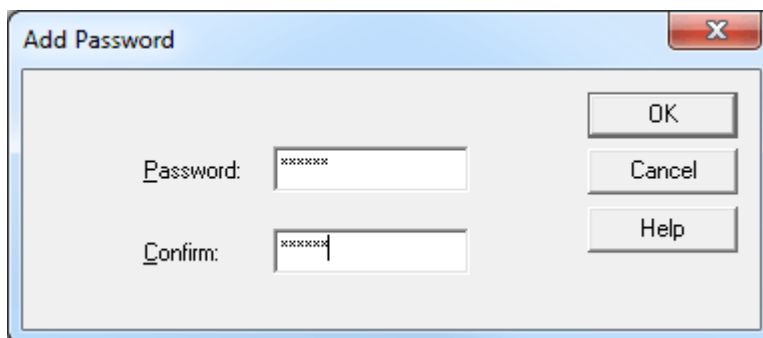 Add Password
OK
Password: ******
Cancel
Help
Confirm: ******